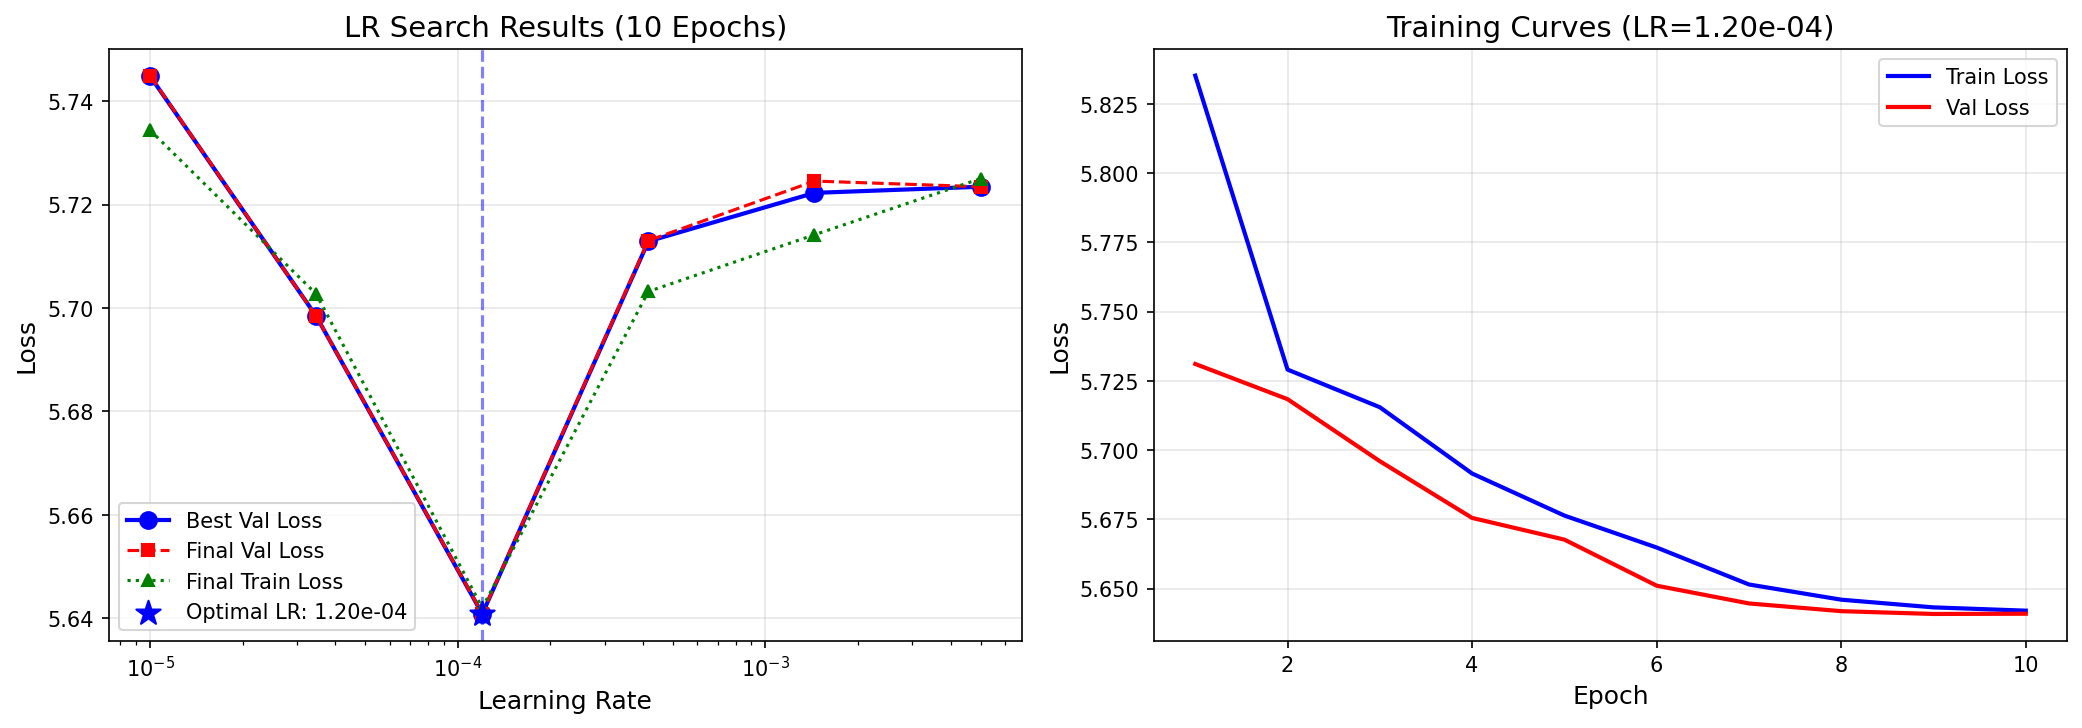 LR Search Results (10 Epochs)
Loss
5.74
5.72
5.70
5.68
5.66
5.64
Best Val Loss
Final Val Loss
Final Train Loss
Optimal LR: 1.20e-04
10⁻⁵
10⁻⁴
10⁻³
Learning Rate
Training Curves (LR=1.20e-04)
Loss
5.825
5.800
5.775
5.750
5.725
5.700
5.675
5.650
Train Loss
Val Loss
2
4
6
8
10
Epoch